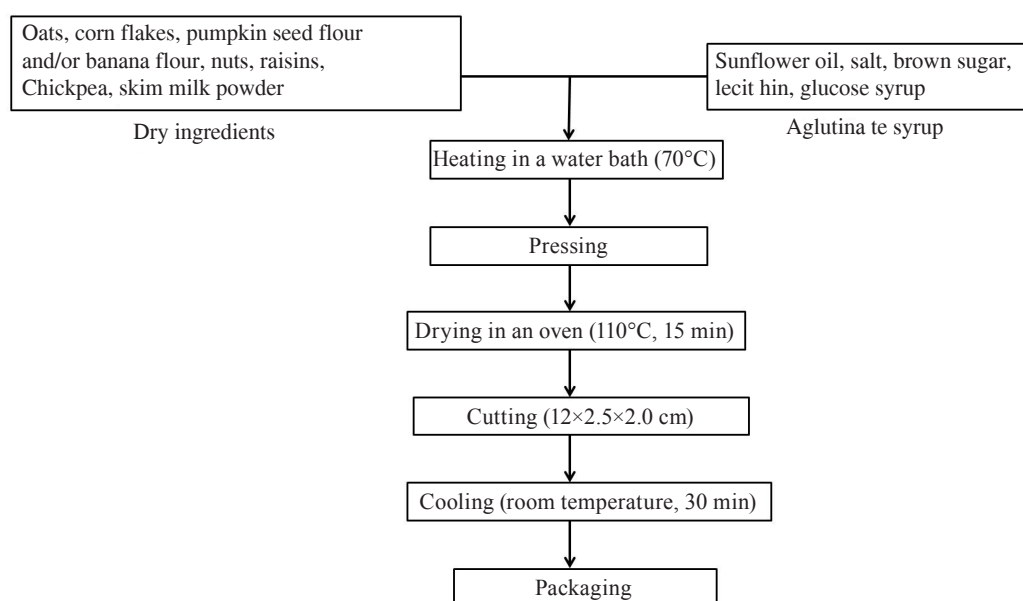 Oats, corn flakes, pumpkin seed flour
and/or banana flour, nuts, raisins,
Chickpea, skim milk powder
Dry ingredients
Sunflower oil, salt, brown sugar,
lecit hin, glucose syrup
Aglutina te syrup
Heating in a water bath (70°C)
Pressing
Drying in an oven (110°C, 15 min)
Cutting (12×2.5×2.0 cm)
Cooling (room temperature, 30 min)
Packaging